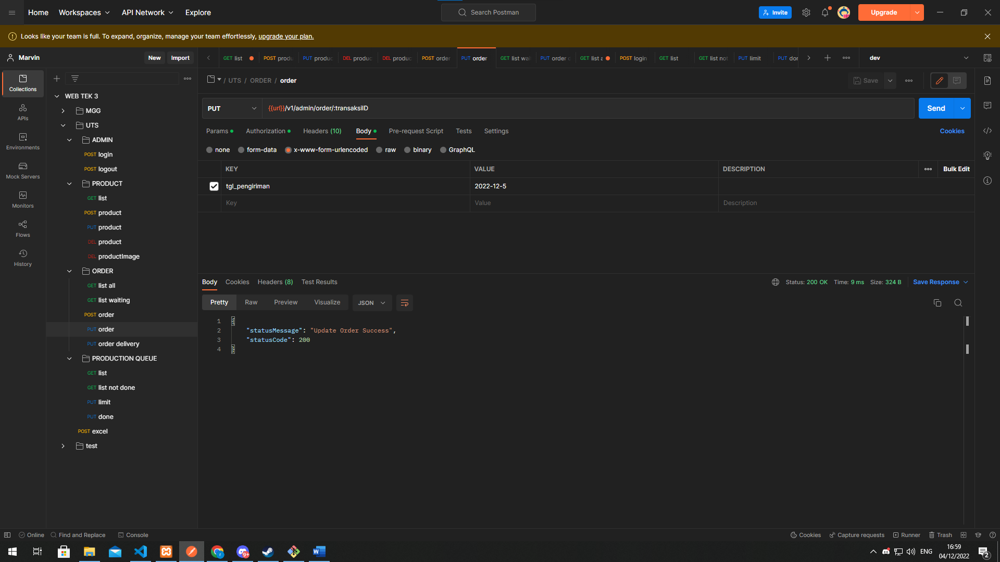 Home
Workspaces
API Network
Explore
Search Postman
Invite
Upgrade
Looks like your team is full. To expand, organize, manage your team effortlessly, upgrade your plan.
Marvin
New
Import
GET list
POST produ
PUT produc
DEL produc
DEL produc
POST order
PUT order
GET list wai
PUT order d
GET list a
POST login
GET list
GET list not
PUT limit
PUT don
dev
Collections
APIs
Environments
Mock Servers
Monitors
Flows
History
WEB TEK 3
MGG
UTS
ADMIN
POST login
POST logout
PRODUCT
GET list
POST product
PUT product
DEL product
DEL productImage
ORDER
GET list all
GET list waiting
POST order
PUT order
PUT order delivery
PRODUCTION QUEUE
GET list
GET list not done
PUT limit
PUT done
POST excel
test
/ UTS / ORDER / order
Save
PUT
{{url}}/v1/admin/order/:transaksiID
Send
Params
Authorization
Headers (10)
Body
Pre-request Script
Tests
Settings
Cookies
none
form-data
x-www-form-urlencoded
raw
binary
GraphQL
KEY
VALUE
DESCRIPTION
Bulk Edit
tgl_pengiriman
2022-12-5
Key
Value
Description
Body
Cookies
Headers (8)
Test Results
Status: 200 OK
Time: 9 ms
Size: 324 B
Save Response
Pretty
Raw
Preview
Visualize
JSON
1 {
2 "statusMessage": "Update Order Success",
3 "statusCode": 200
4 }
Online
Find and Replace
Console
Cookies
Capture requests
Runner
Trash
9+
ENG
16:59
04/12/2022
2